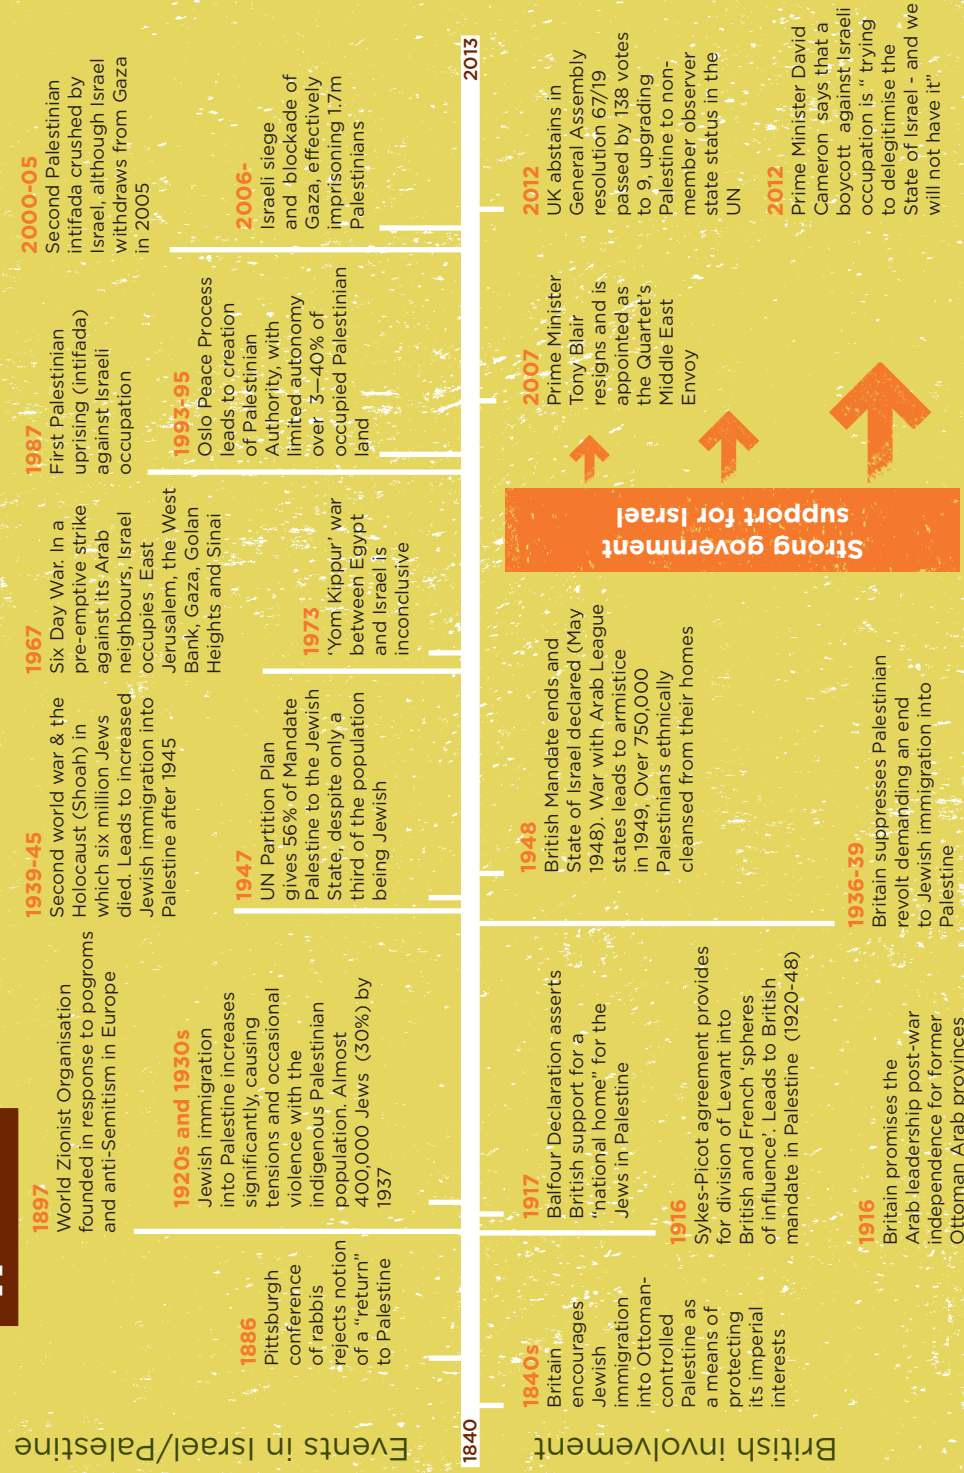 Events in Israel/Palestine
1886
Pittsburgh
conference
of rabbis
rejects notion
of a “return”
to Palestine
1897
World Zionist Organisation
founded in response to pogroms
and anti-Semitism in Europe
1920s and 1930s
Jewish immigration
into Palestine increases
significantly, causing
tensions and occasional
violence with the
indigenous Palestinian
population. Almost
400,000 Jews (30%) by
1937
1939-45
Second world war & the
Holocaust (Shoah) in
which six million Jews
died. Leads to increased
Jewish immigration into
Palestine after 1945
1947
UN Partition Plan
gives 56% of Mandate
Palestine to the Jewish
State, despite only a
third of the population
being Jewish
1967
Six Day War. In a
pre-emptive strike
against its Arab
neighbours, Israel
occupies East
Jerusalem, the West
Bank, Gaza, Golan
Heights and Sinai
1973
‘Yom Kippur’ war
between Egypt
and Israel is
inconclusive
1987
First Palestinian
uprising (intifada)
against Israeli
occupation
1993-95
Oslo Peace Process
leads to creation
of Palestinian
Authority, with
limited autonomy
over 3—40% of
occupied Palestinian
land
2000-05
Second Palestinian
intifada crushed by
Israel, although Israel
withdraws from Gaza
in 2005
2006-
Israeli siege
and blockade of
Gaza, effectively
imprisoning 1.7m
Palestinians
1840
2013
British involvement
1840s
Britain
encourages
Jewish
immigration
into Ottoman-
controlled
Palestine as
a means of
protecting
its imperial
interests
1917
Balfour Declaration asserts
British support for a
“national home” for the
Jews in Palestine
1916
Sykes-Picot agreement provides
for division of Levant into
British and French ‘spheres
of influence’. Leads to British
mandate in Palestine (1920-48)
1916
Britain promises the
Arab leadership post-war
independence for former
Ottoman Arab provinces
1948
British Mandate ends and
State of Israel declared (May
1948). War with Arab League
states leads to armistice
in 1949, Over 750,000
Palestinians ethnically
cleansed from their homes
1936-39
Britain suppresses Palestinian
revolt demanding an end
to Jewish immigration into
Palestine
Strong government
support for Israel
2007
Prime Minister
Tony Blair
resigns and is
appointed as
the Quartet’s
Middle East
Envoy
2012
UK abstains in
General Assembly
resolution 67/19
passed by 138 votes
to 9, upgrading
Palestine to non-
member observer
state status in the
UN
2012
Prime Minister David
Cameron says that a
boycott against Israeli
occupation is “ trying
to delegitimise the
State of Israel - and we
will not have it”